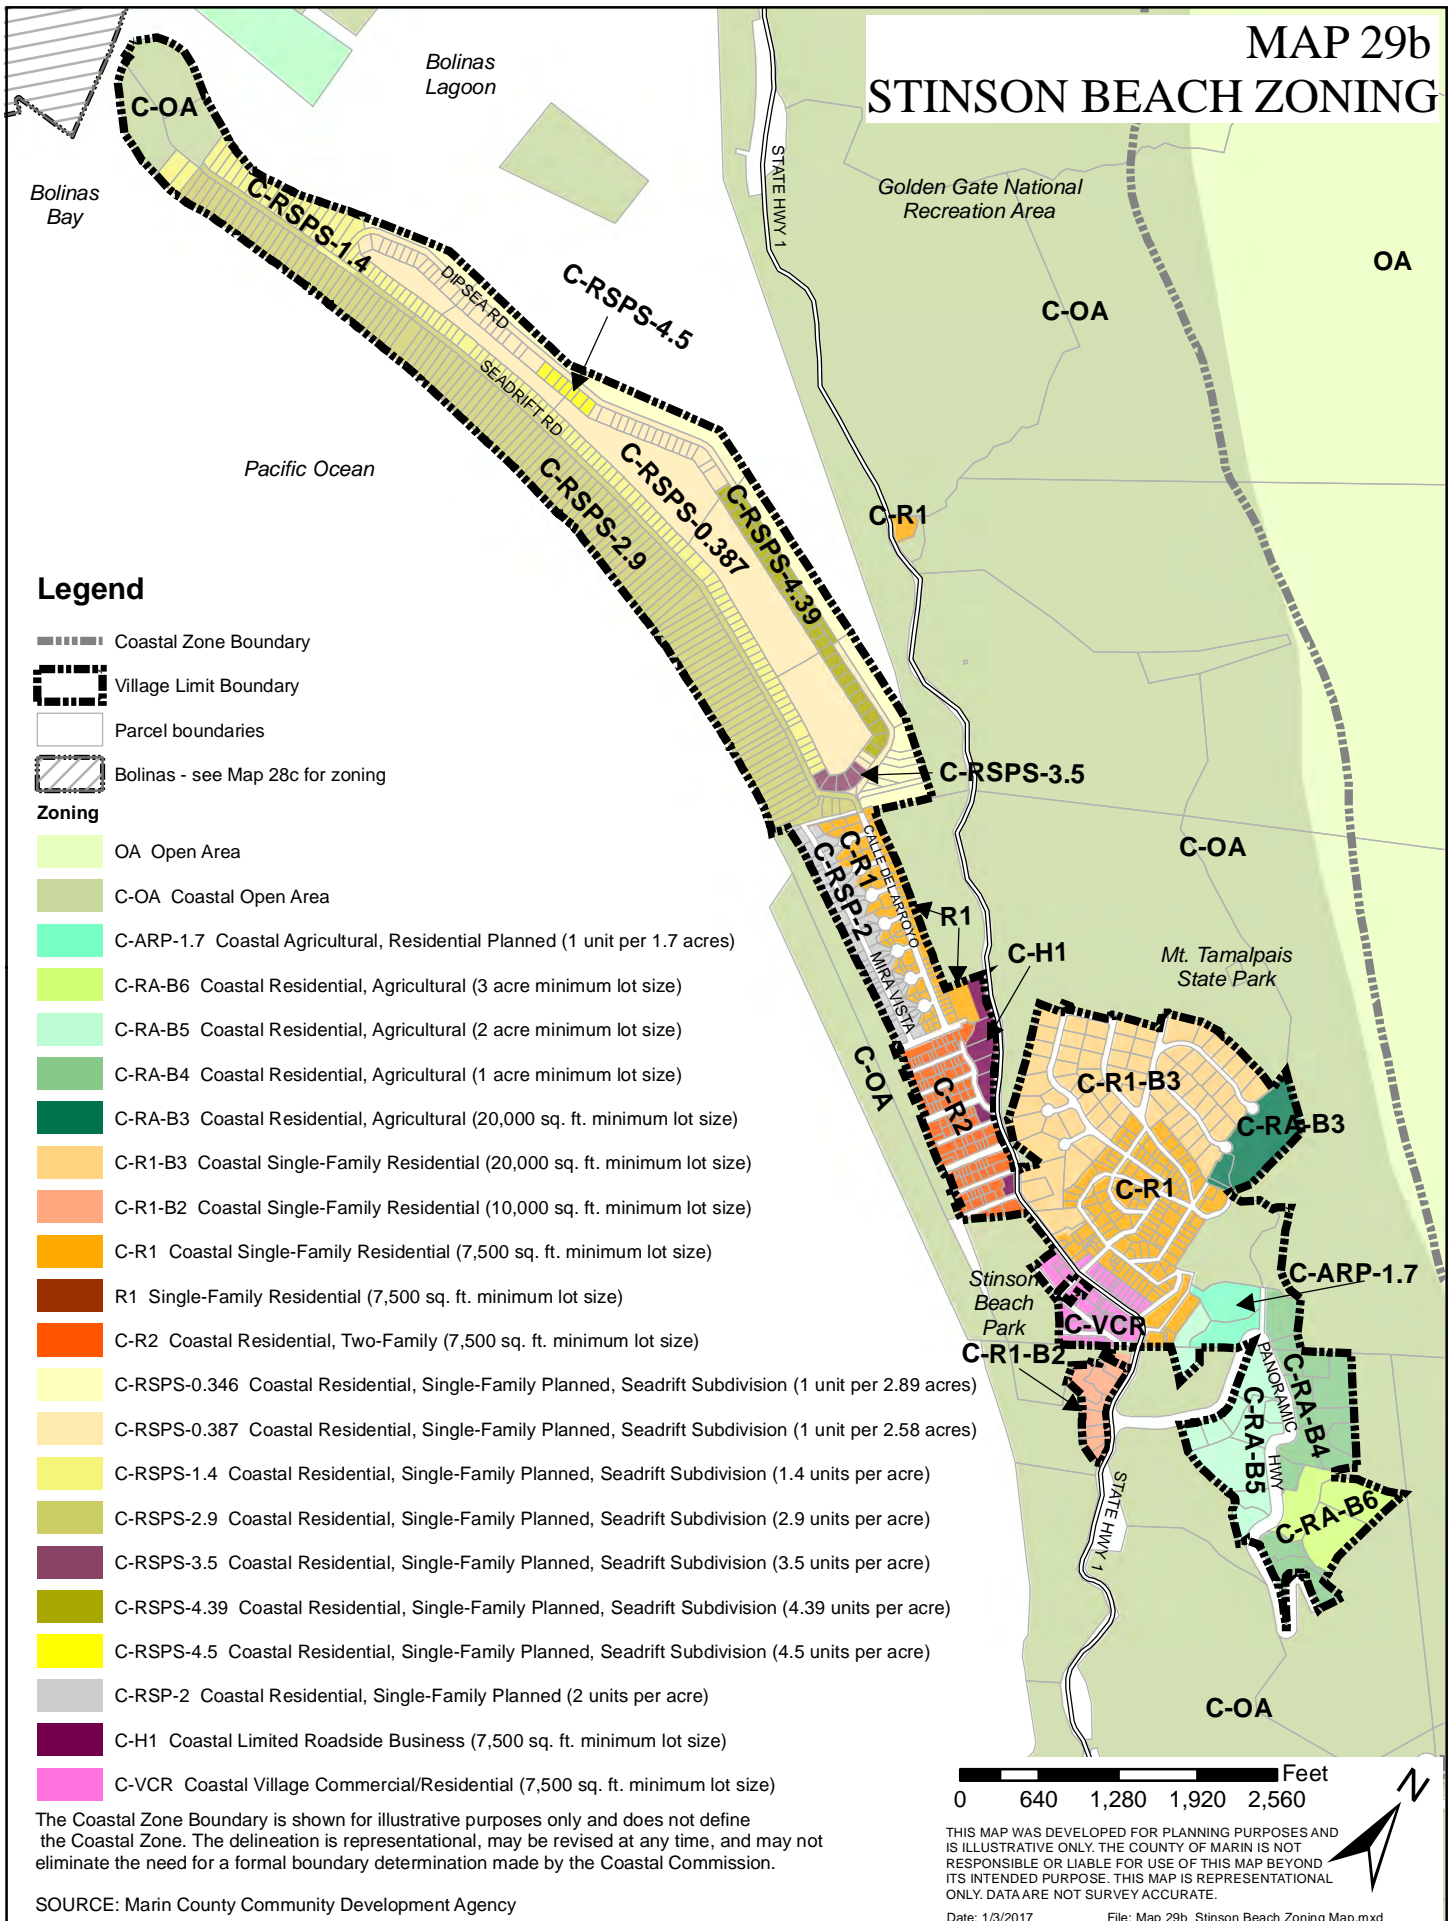 MAP 29b
STINSON BEACH ZONING
Bolinas
Lagoon
C-OA
Bolinas
Bay
STATE HWY 1
Golden Gate National
Recreation Area
OA
C-OA
C-RSPS-1.4
DIPSEA RD
C-RSPS-4.5
SEADRIFT RD
Pacific Ocean
C-RSPS-2.9
C-RSPS-0.387
C-RSPS-4.39
C-R1
C-RSPS-3.5
C-OA
C-R1
CALLE DEL ARROYO
C-RSP-2
MIRA VISTA
R1
C-H1
Mt. Tamalpais
State Park
C-OA
C-R2
C-R1-B3
C-RA-B3
C-R1
C-ARP-1.7
Stinson
Beach
Park
C-VCR
C-R1-B2
PANORAMIC
HWY
C-RA-B4
C-RA-B5
C-RA-B6
STATE HWY 1
C-OA
Legend
Coastal Zone Boundary
Village Limit Boundary
Parcel boundaries
Bolinas - see Map 28c for zoning
Zoning
OA Open Area
C-OA Coastal Open Area
C-ARP-1.7 Coastal Agricultural, Residential Planned (1 unit per 1.7 acres)
C-RA-B6 Coastal Residential, Agricultural (3 acre minimum lot size)
C-RA-B5 Coastal Residential, Agricultural (2 acre minimum lot size)
C-RA-B4 Coastal Residential, Agricultural (1 acre minimum lot size)
C-RA-B3 Coastal Residential, Agricultural (20,000 sq. ft. minimum lot size)
C-R1-B3 Coastal Single-Family Residential (20,000 sq. ft. minimum lot size)
C-R1-B2 Coastal Single-Family Residential (10,000 sq. ft. minimum lot size)
C-R1 Coastal Single-Family Residential (7,500 sq. ft. minimum lot size)
R1 Single-Family Residential (7,500 sq. ft. minimum lot size)
C-R2 Coastal Residential, Two-Family (7,500 sq. ft. minimum lot size)
C-RSPS-0.346 Coastal Residential, Single-Family Planned, Seadrift Subdivision (1 unit per 2.89 acres)
C-RSPS-0.387 Coastal Residential, Single-Family Planned, Seadrift Subdivision (1 unit per 2.58 acres)
C-RSPS-1.4 Coastal Residential, Single-Family Planned, Seadrift Subdivision (1.4 units per acre)
C-RSPS-2.9 Coastal Residential, Single-Family Planned, Seadrift Subdivision (2.9 units per acre)
C-RSPS-3.5 Coastal Residential, Single-Family Planned, Seadrift Subdivision (3.5 units per acre)
C-RSPS-4.39 Coastal Residential, Single-Family Planned, Seadrift Subdivision (4.39 units per acre)
C-RSPS-4.5 Coastal Residential, Single-Family Planned, Seadrift Subdivision (4.5 units per acre)
C-RSP-2 Coastal Residential, Single-Family Planned (2 units per acre)
C-H1 Coastal Limited Roadside Business (7,500 sq. ft. minimum lot size)
C-VCR Coastal Village Commercial/Residential (7,500 sq. ft. minimum lot size)
The Coastal Zone Boundary is shown for illustrative purposes only and does not define
the Coastal Zone. The delineation is representational, may be revised at any time, and may not
eliminate the need for a formal boundary determination made by the Coastal Commission.
SOURCE: Marin County Community Development Agency
Feet
0 640 1,280 1,920 2,560
N
THIS MAP WAS DEVELOPED FOR PLANNING PURPOSES AND
IS ILLUSTRATIVE ONLY. THE COUNTY OF MARIN IS NOT
RESPONSIBLE OR LIABLE FOR USE OF THIS MAP BEYOND
ITS INTENDED PURPOSE. THIS MAP IS REPRESENTATIONAL
ONLY. DATA ARE NOT SURVEY ACCURATE.
Date: 1/3/2017 File: Map 29b_Stinson Beach Zoning Map.mxd